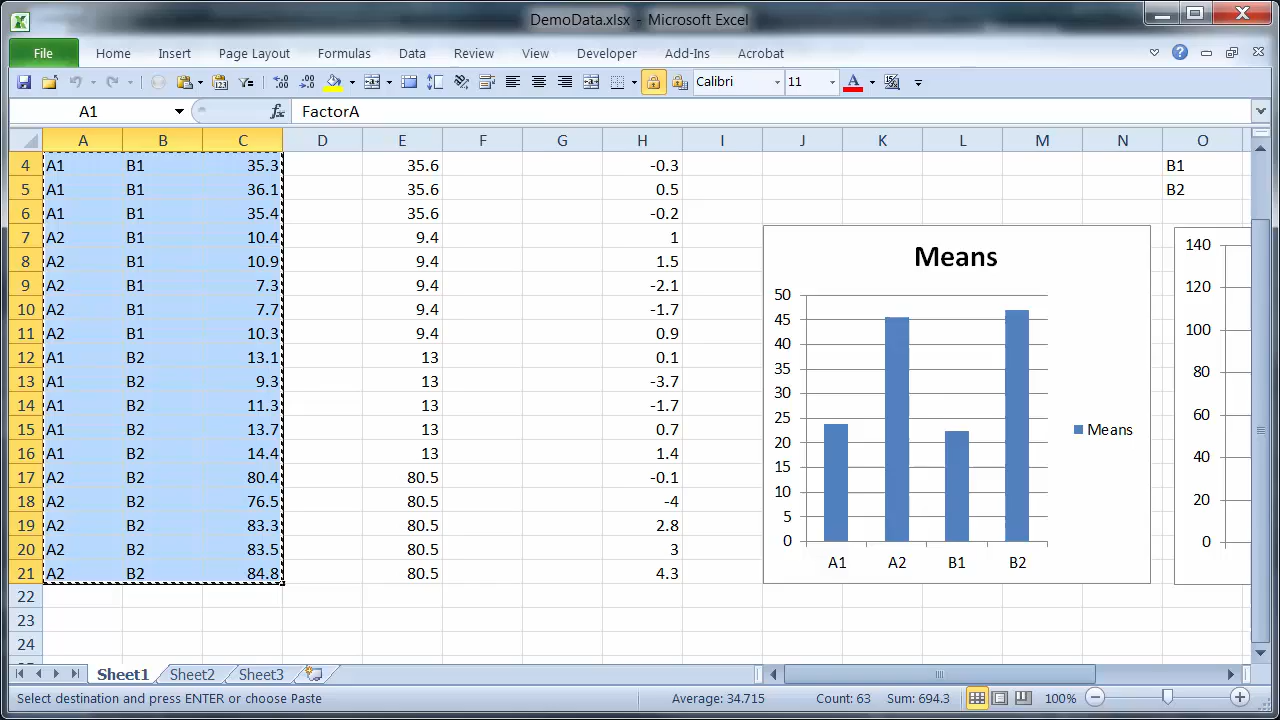 DemoData.xlsx - Microsoft Excel
File Home Insert Page Layout Formulas Data Review View Developer Add-Ins Acrobat
Calibri 11 A
A1 fx FactorA
A B C D E F G H I J K L M N O
4 A1 B1 35.3 35.6 -0.3 B1
5 A1 B1 36.1 35.6 0.5 B2
6 A1 B1 35.4 35.6 -0.2
7 A2 B1 10.4 9.4 1
8 A2 B1 10.9 9.4 1.5
9 A2 B1 7.3 9.4 -2.1
10 A2 B1 7.7 9.4 -1.7
11 A2 B1 10.3 9.4 0.9
12 A1 B2 13.1 13 0.1
13 A1 B2 9.3 13 -3.7
14 A1 B2 11.3 13 -1.7
15 A1 B2 13.7 13 0.7
16 A1 B2 14.4 13 1.4
17 A2 B2 80.4 80.5 -0.1
18 A2 B2 76.5 80.5 -4
19 A2 B2 83.3 80.5 2.8
20 A2 B2 83.5 80.5 3
21 A2 B2 84.8 80.5 4.3
22
23
24
Means
50
45
40
35
30
25
20
15
10
5
0
A1 A2 B1 B2
Means
140
120
100
80
60
40
20
0
Sheet1 Sheet2 Sheet3
Select destination and press ENTER or choose Paste Average: 34.715 Count: 63 Sum: 694.3 100%